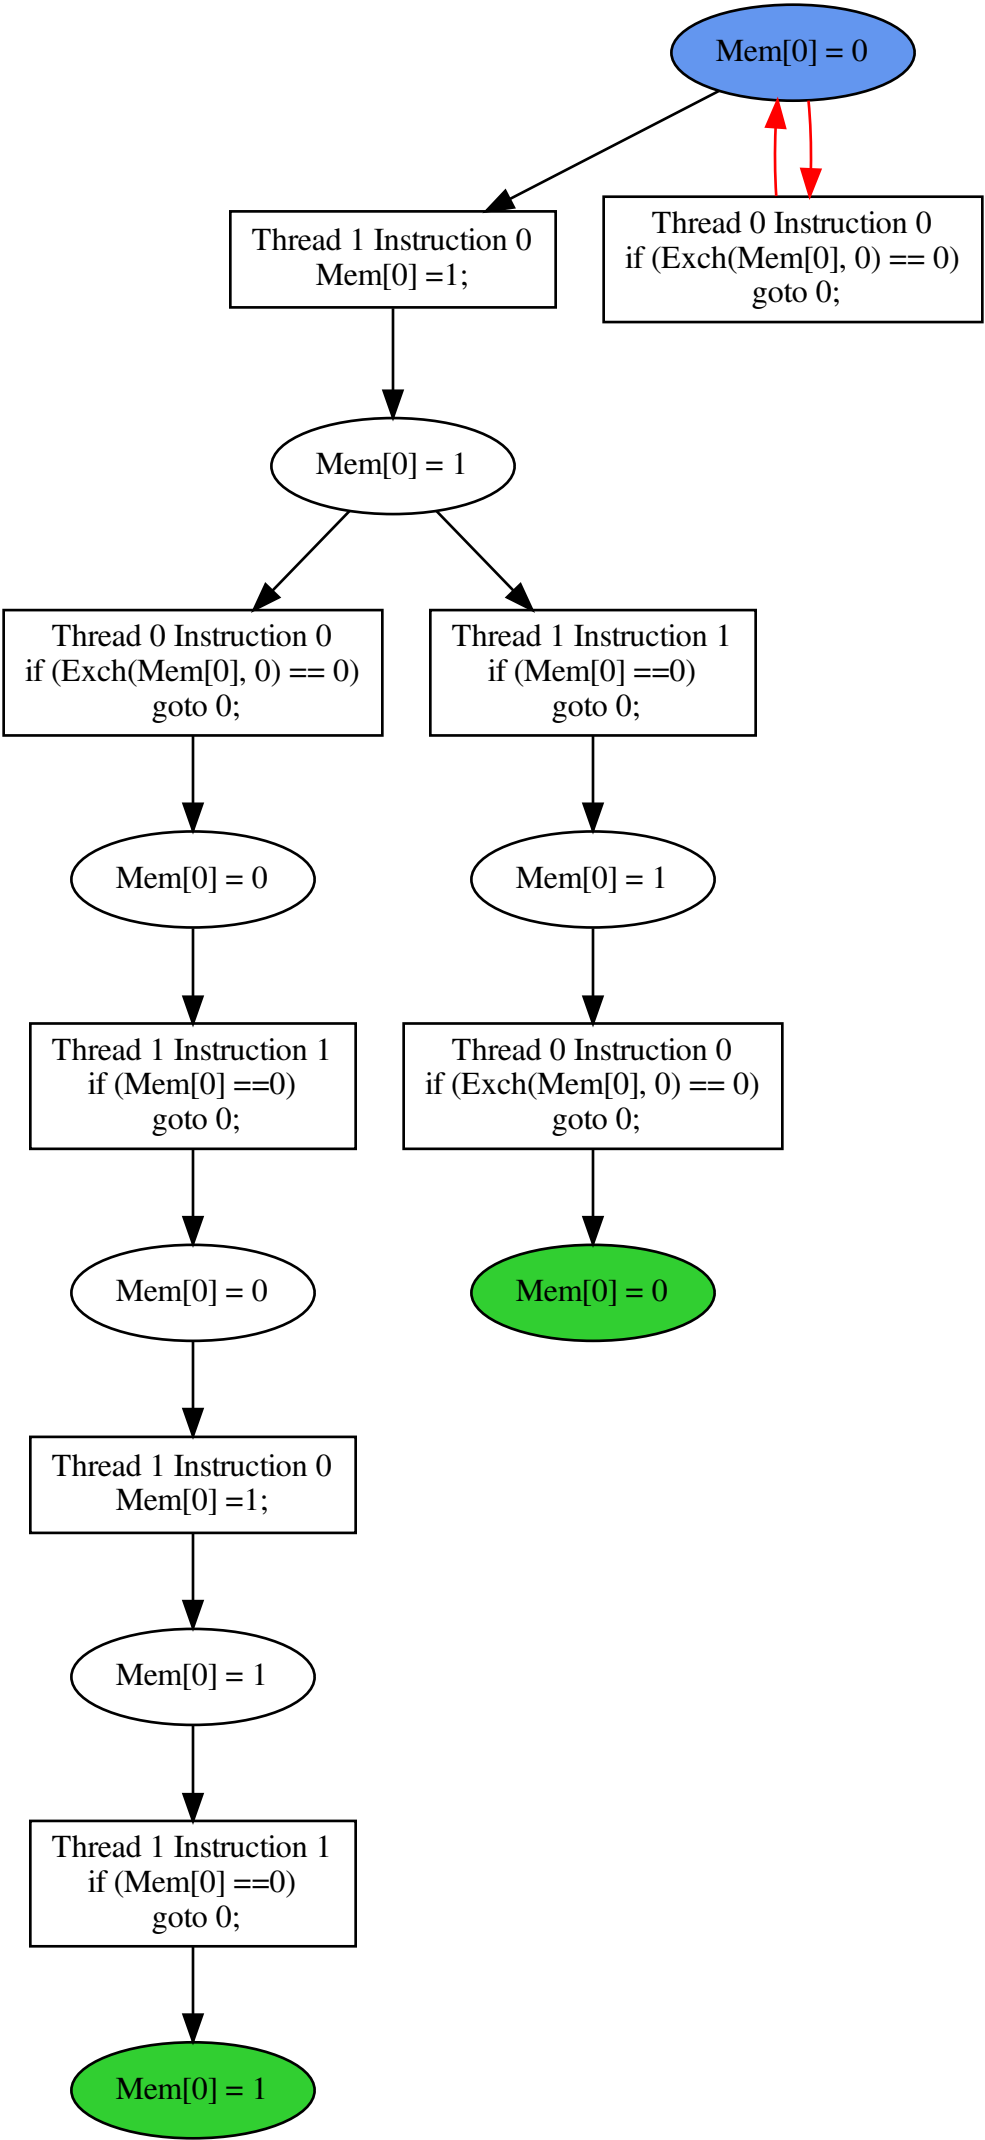 Mem[0] = 0
Thread 1 Instruction 0
Mem[0] =1;
Thread 0 Instruction 0
if (Exch(Mem[0], 0) == 0)
goto 0;
Mem[0] = 1
Thread 0 Instruction 0
if (Exch(Mem[0], 0) == 0)
goto 0;
Thread 1 Instruction 1
if (Mem[0] ==0)
goto 0;
Mem[0] = 0
Mem[0] = 1
Thread 1 Instruction 1
if (Mem[0] ==0)
goto 0;
Thread 0 Instruction 0
if (Exch(Mem[0], 0) == 0)
goto 0;
Mem[0] = 0
Mem[0] = 0
Thread 1 Instruction 0
Mem[0] =1;
Mem[0] = 1
Thread 1 Instruction 1
if (Mem[0] ==0)
goto 0;
Mem[0] = 1